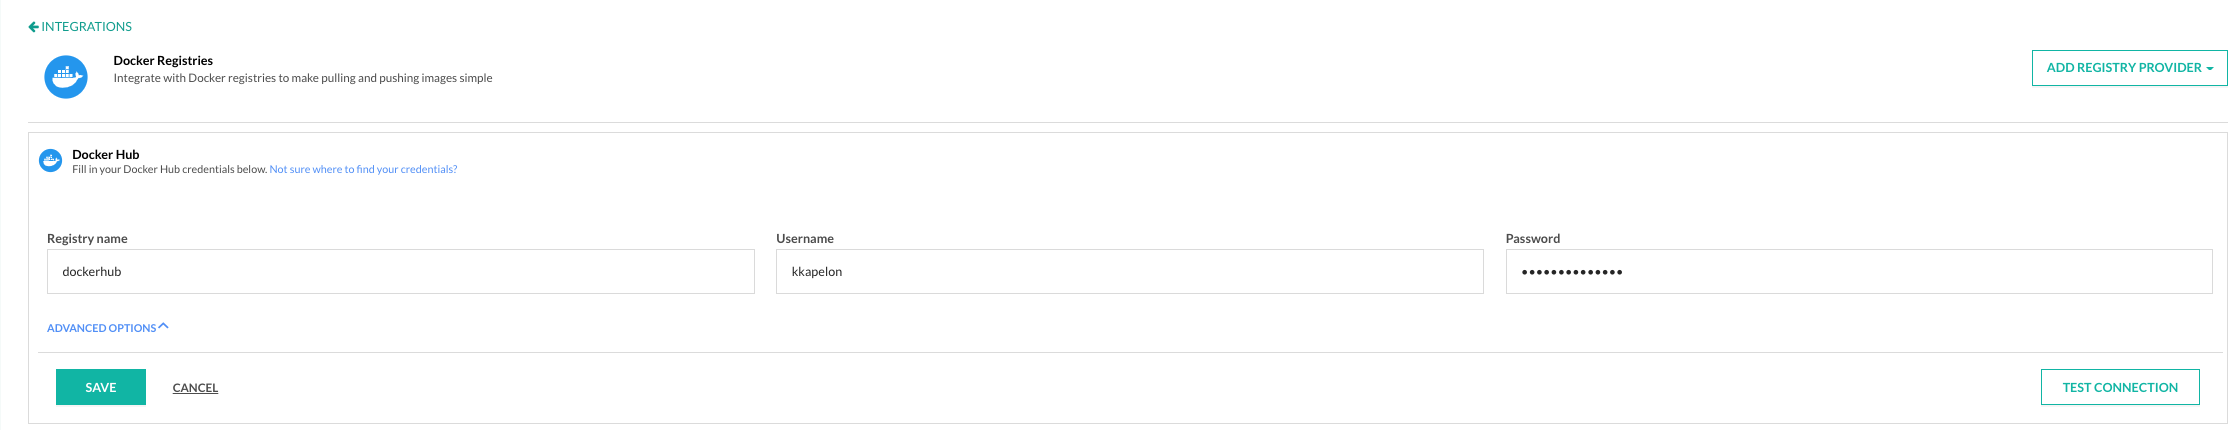 INTEGRATIONS
Docker Registries
Integrate with Docker registries to make pulling and pushing images simple
ADD REGISTRY PROVIDER
Docker Hub
Fill in your Docker Hub credentials below. Not sure where to find your credentials?
Registry name
Username
Password
dockerhub
kkapelon
••••••••••••••
ADVANCED OPTIONS
SAVE
CANCEL
TEST CONNECTION